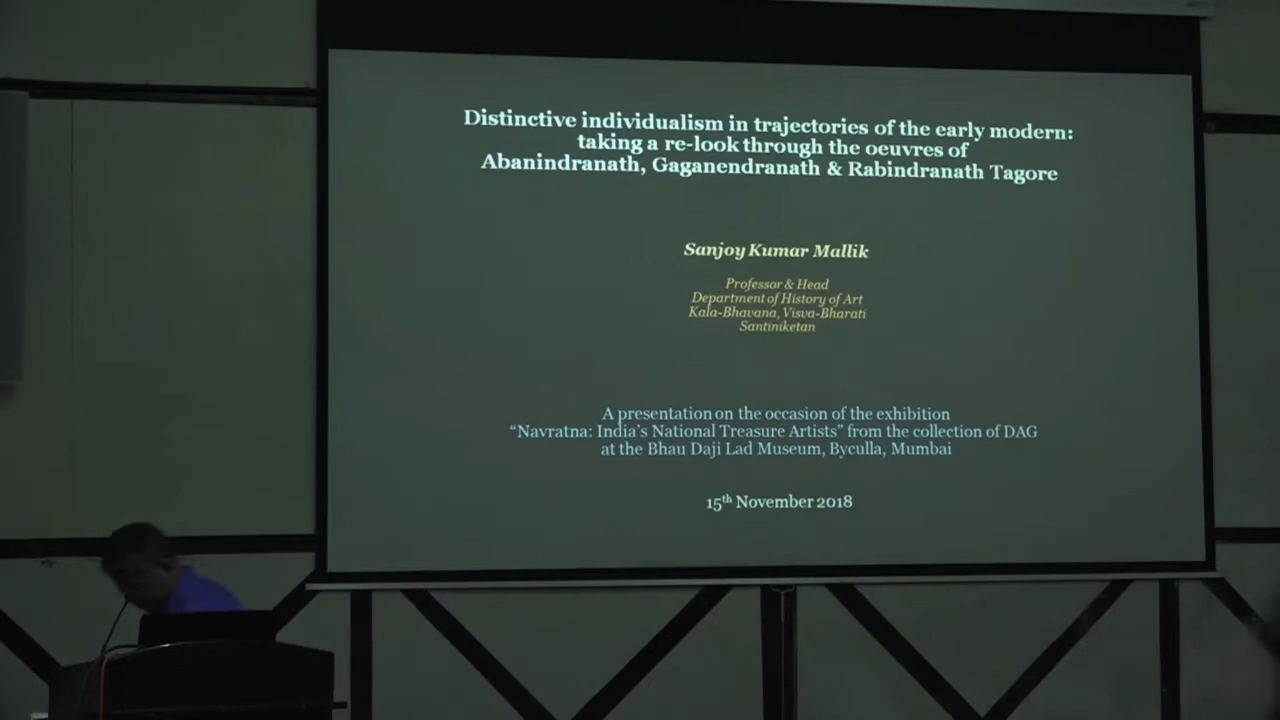 Distinctive individualism in trajectories of the early modern:
taking a re-look through the oeuvres of
Abanindranath, Gaganendranath & Rabindranath Tagore
Sanjoy Kumar Mallik
Professor & Head
Department of History of Art
Kala-Bhavana, Visva-Bharati
Santiniketan
A presentation on the occasion of the exhibition
“Navratna: India’s National Treasure Artists” from the collection of DAG
at the Bhau Daji Lad Museum, Byculla, Mumbai
15th November 2018